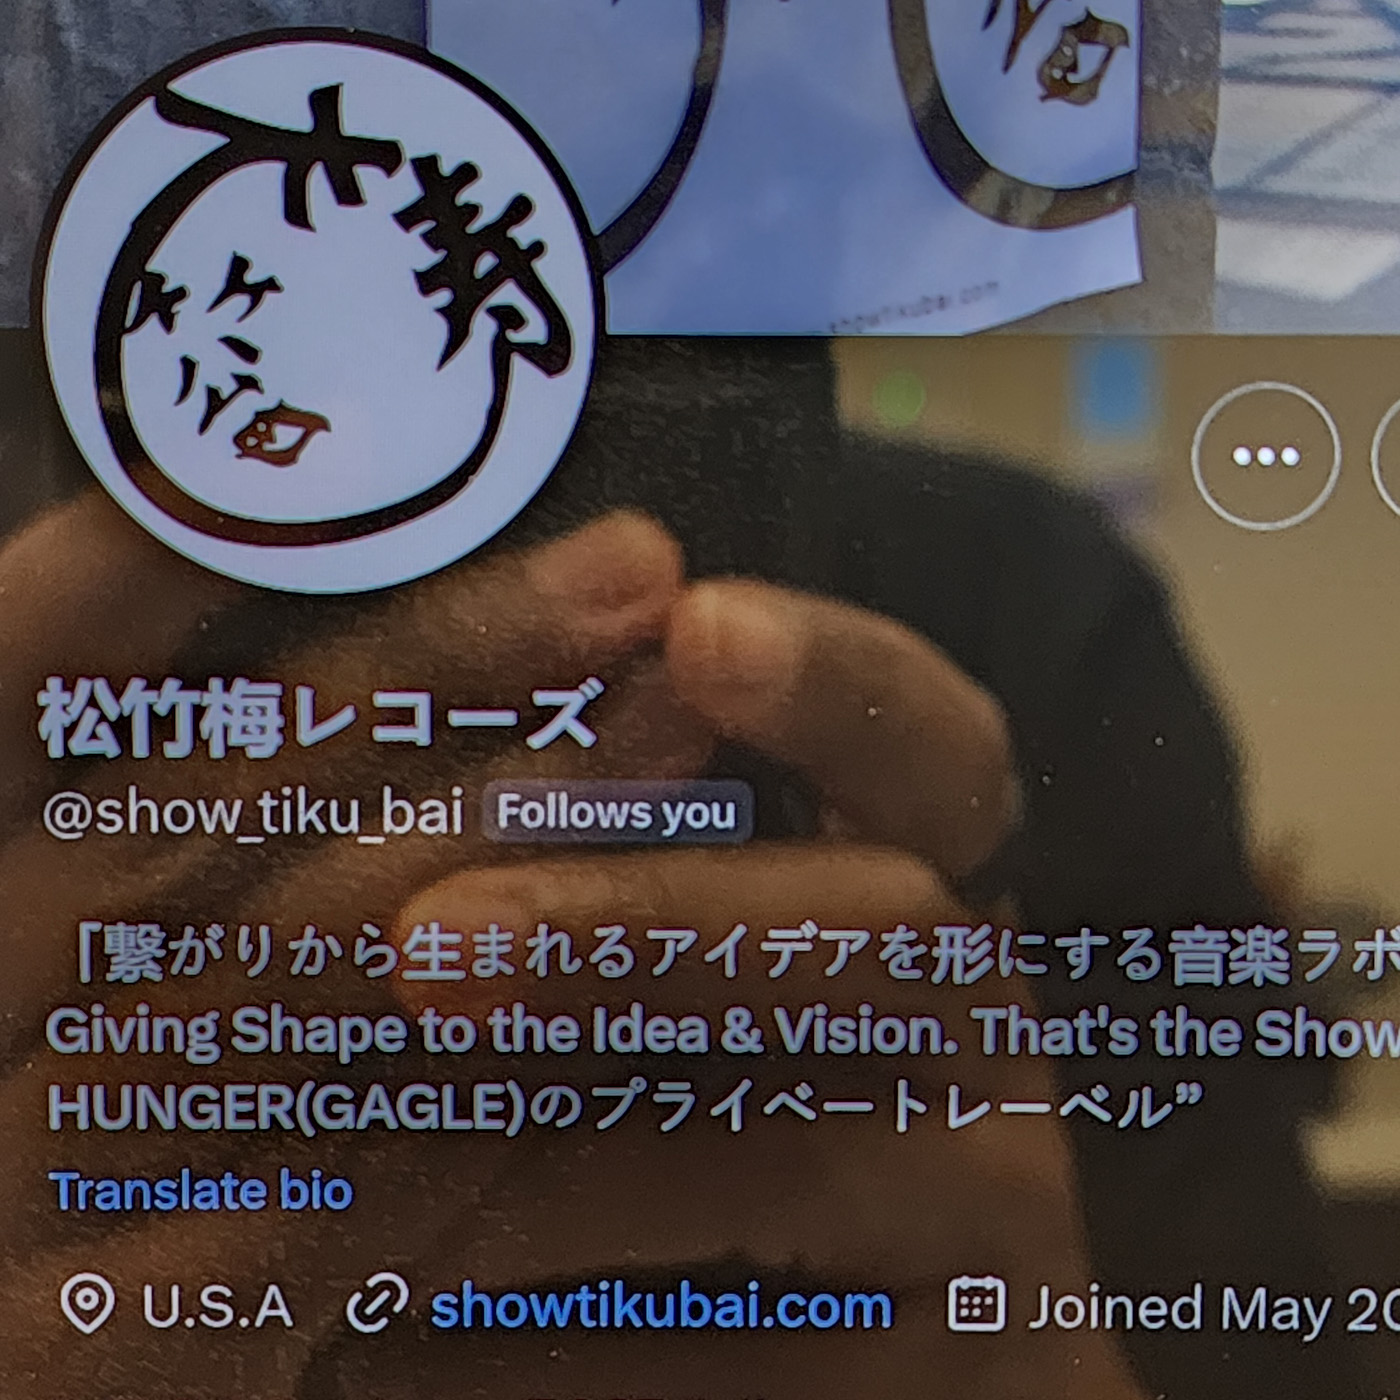 showtikubai.com
松竹梅レコーズ
@show_tiku_bai Follows you
「繋がりから生まれるアイデアを形にする音楽ラボ
Giving Shape to the Idea & Vision. That's the Show
HUNGER(GAGLE)のプライベートレーベル”
Translate bio
U.S.A showtikubai.com Joined May 20